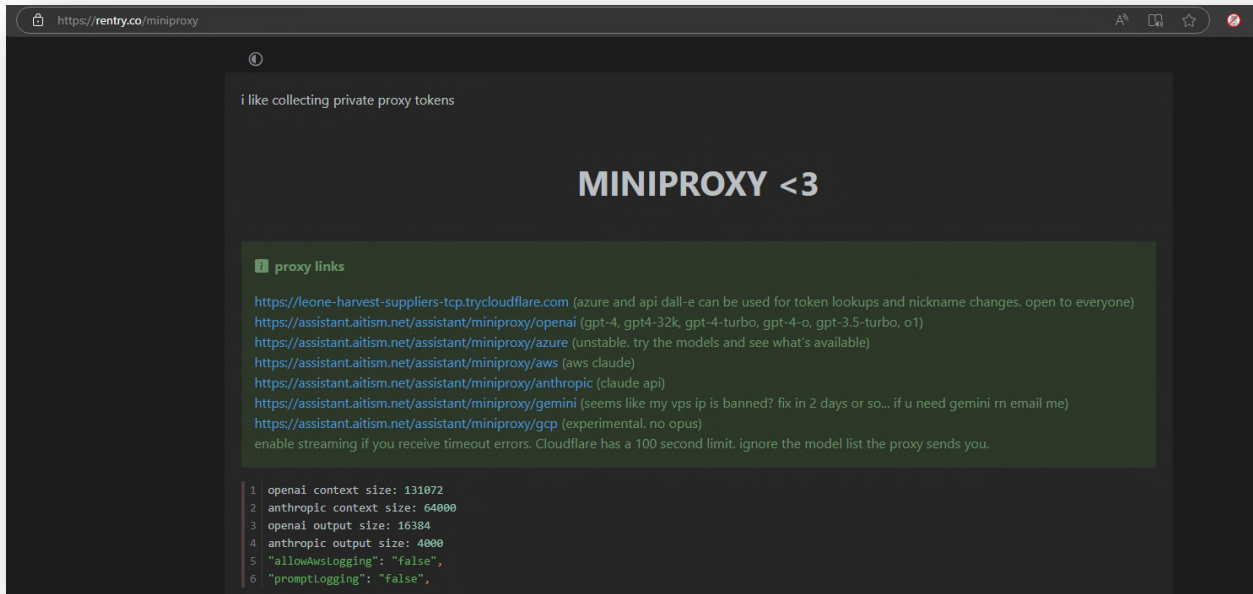 https://rentry.co/miniproxy
i like collecting private proxy tokens
MINIPROXY <3
i proxy links
https://leone-harvest-suppliers-tcp.trycloudflare.com (azure and api dall-e can be used for token lookups and nickname changes. open to everyone)
https://assistant.aitism.net/assistant/miniproxy/openai (gpt-4, gpt4-32k, gpt-4-turbo, gpt-4-o, gpt-3.5-turbo, o1)
https://assistant.aitism.net/assistant/miniproxy/azure (unstable. try the models and see what's available)
https://assistant.aitism.net/assistant/miniproxy/aws (aws claude)
https://assistant.aitism.net/assistant/miniproxy/anthropic (claude api)
https://assistant.aitism.net/assistant/miniproxy/gemini (seems like my vps ip is banned? fix in 2 days or so... if u need gemini rn email me)
https://assistant.aitism.net/assistant/miniproxy/gcp (experimental. no opus)
enable streaming if you receive timeout errors. Cloudflare has a 100 second limit. ignore the model list the proxy sends you.
1 openai context size: 131072
2 anthropic context size: 64000
3 openai output size: 16384
4 anthropic output size: 4000
5 "allowAwsLogging": "false",
6 "promptLogging": "false",